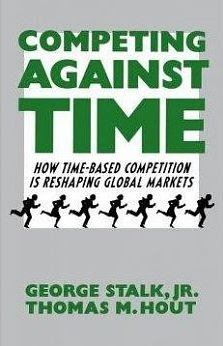 COMPETING
AGAINST
TIME
HOW TIME-BASED COMPETITION
IS RESHAPING GLOBAL MARKETS
GEORGE STALK, JR.
THOMAS M. HOUT